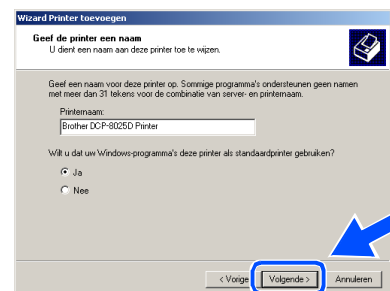 Wizard Printer toevoegen
Geef de printer een naam
U dient een naam aan deze printer toe te wijzen.
Geef een naam voor deze printer op. Sommige programma's ondersteunen geen namen
met meer dan 31 tekens voor de combinatie van server- en printernaam.
Printernaam:
Brother DCP-8025D Printer
Wilt u dat uw Windows-programma's deze printer als standaardprinter gebruiken?
Ja
Nee
< Vorige
Volgende >
Annuleren